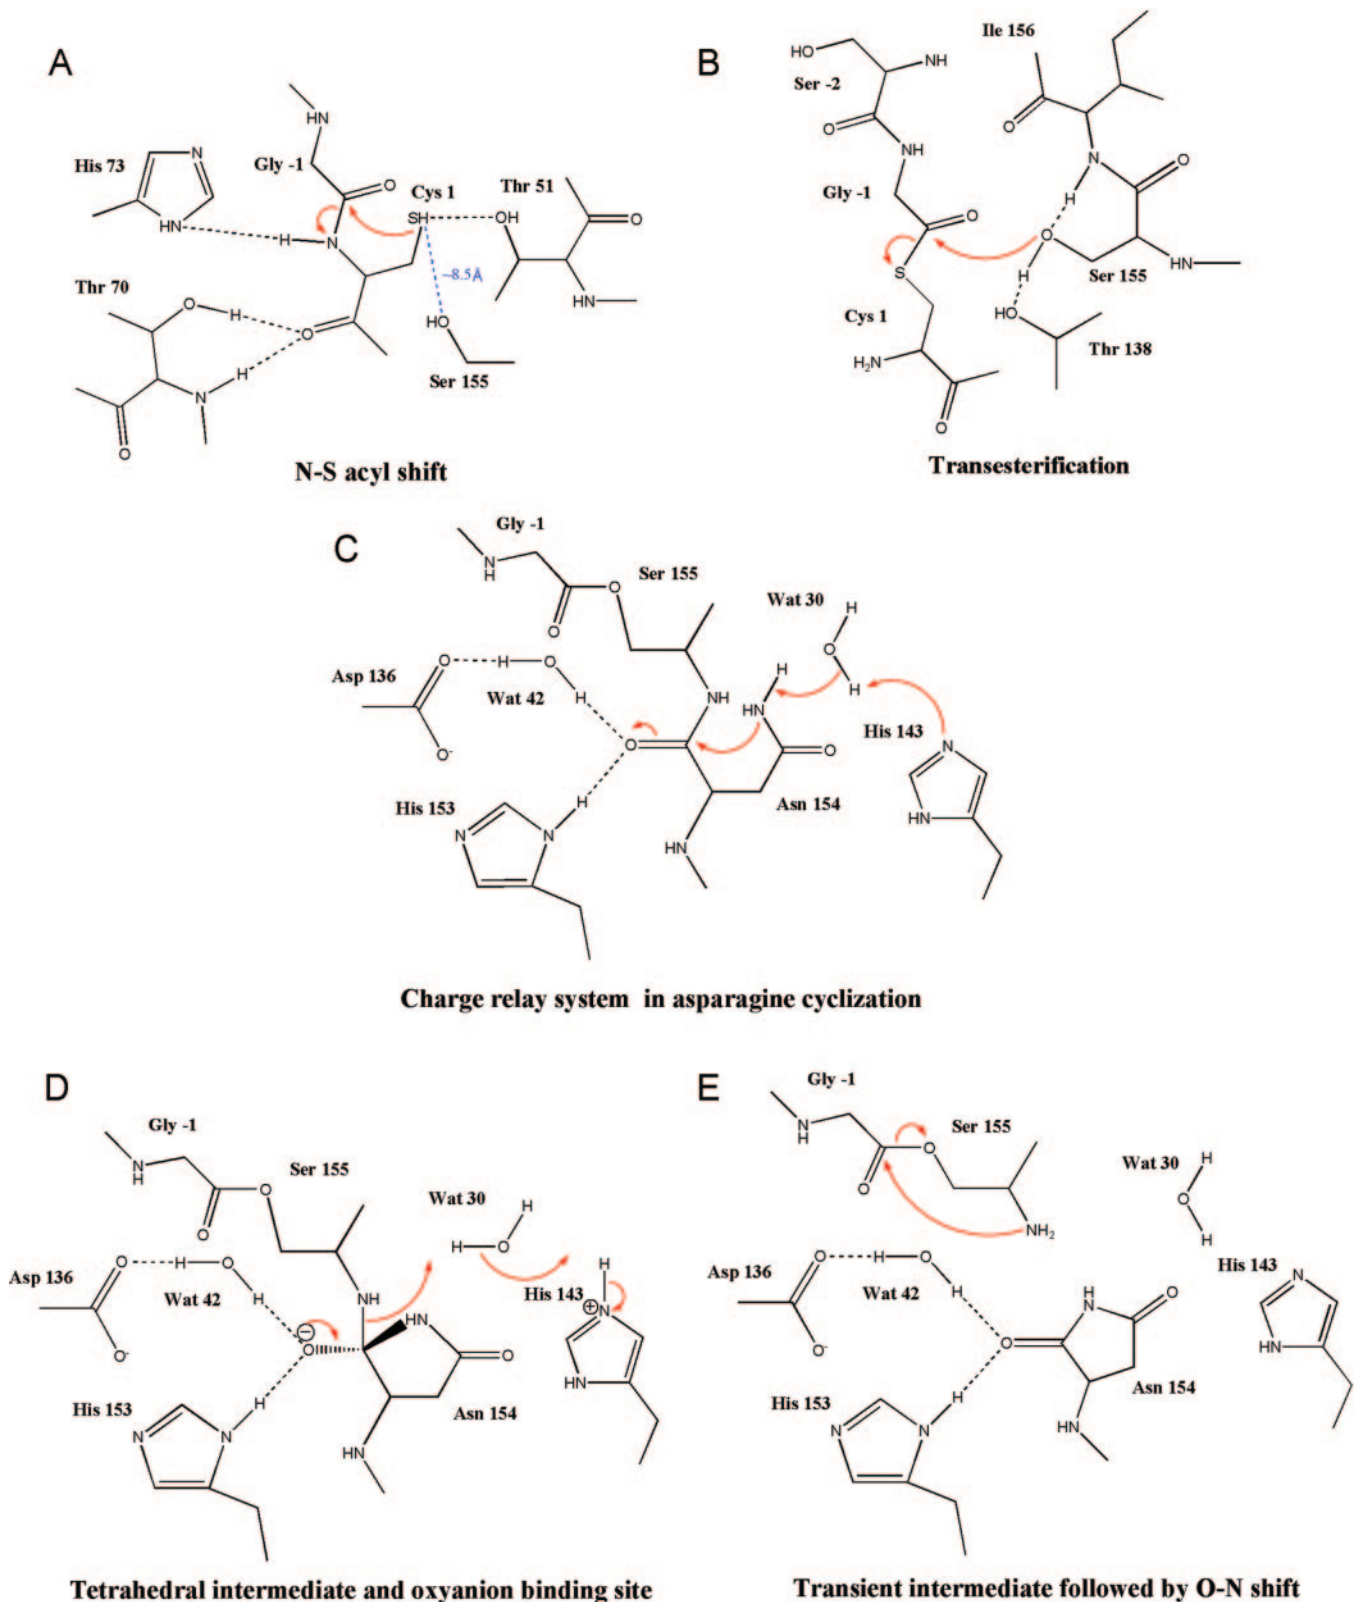 A
HN
Gly -1
O
His 73
N
HN
H
N
Cys 1
SH
Thr 51
OH
O
~8.5Å
HN
Thr 70
O
H
O
H
N
O
HO
Ser 155
N-S acyl shift
B
HO
NH
Ser -2
O
NH
Gly -1
O
S
Cys 1
H₂N
O
Ile 156
O
N
H
O
O
H
HN
Ser 155
HO
Thr 138
Transesterification
C
Gly -1
N
H
O
O
Ser 155
Wat 30
H
O
H
H
Asp 136
O
O⁻
H
O
Wat 42
H
NH
HN
O
O
His 143
N
HN
His 153
H
N
N
Asn 154
HN
Charge relay system in asparagine cyclization
D
Gly -1
N
H
O
O
Ser 155
Wat 30
H
H
O
H
Asp 136
O
O⁻
H
O
Wat 42
H
NH
HN
O
O
His 143
N
HN
His 153
H
N
N
Asn 154
HN
Tetrahedral intermediate and oxyanion binding site
E
Gly -1
N
H
O
O
Ser 155
NH₂
Wat 30
H
O
H
Asp 136
O
O⁻
H
O
Wat 42
H
NH
O
O
His 143
N
HN
His 153
H
N
N
Asn 154
HN
Transient intermediate followed by O-N shift